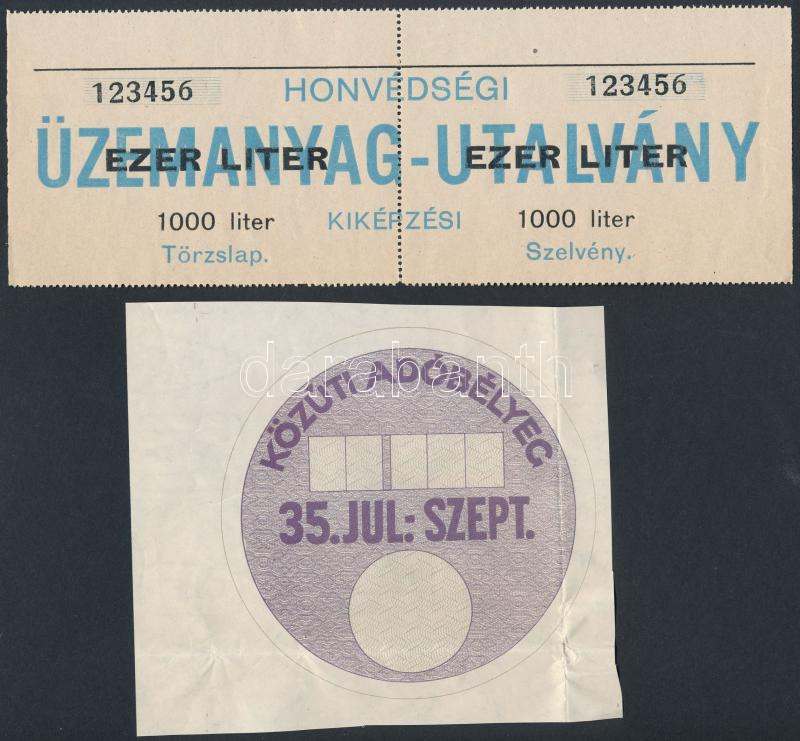 123456 HONVÉDSÉGI 123456
ÜZEMANYAG-UTALVÁNY
EZER LITER EZER LITER
1000 liter KIKÉPZÉSI 1000 liter
Törzslap. Szelvény.
darabanth
KÖZÚTI ADÓBÉLYEG
35. JUL: SZEPT.